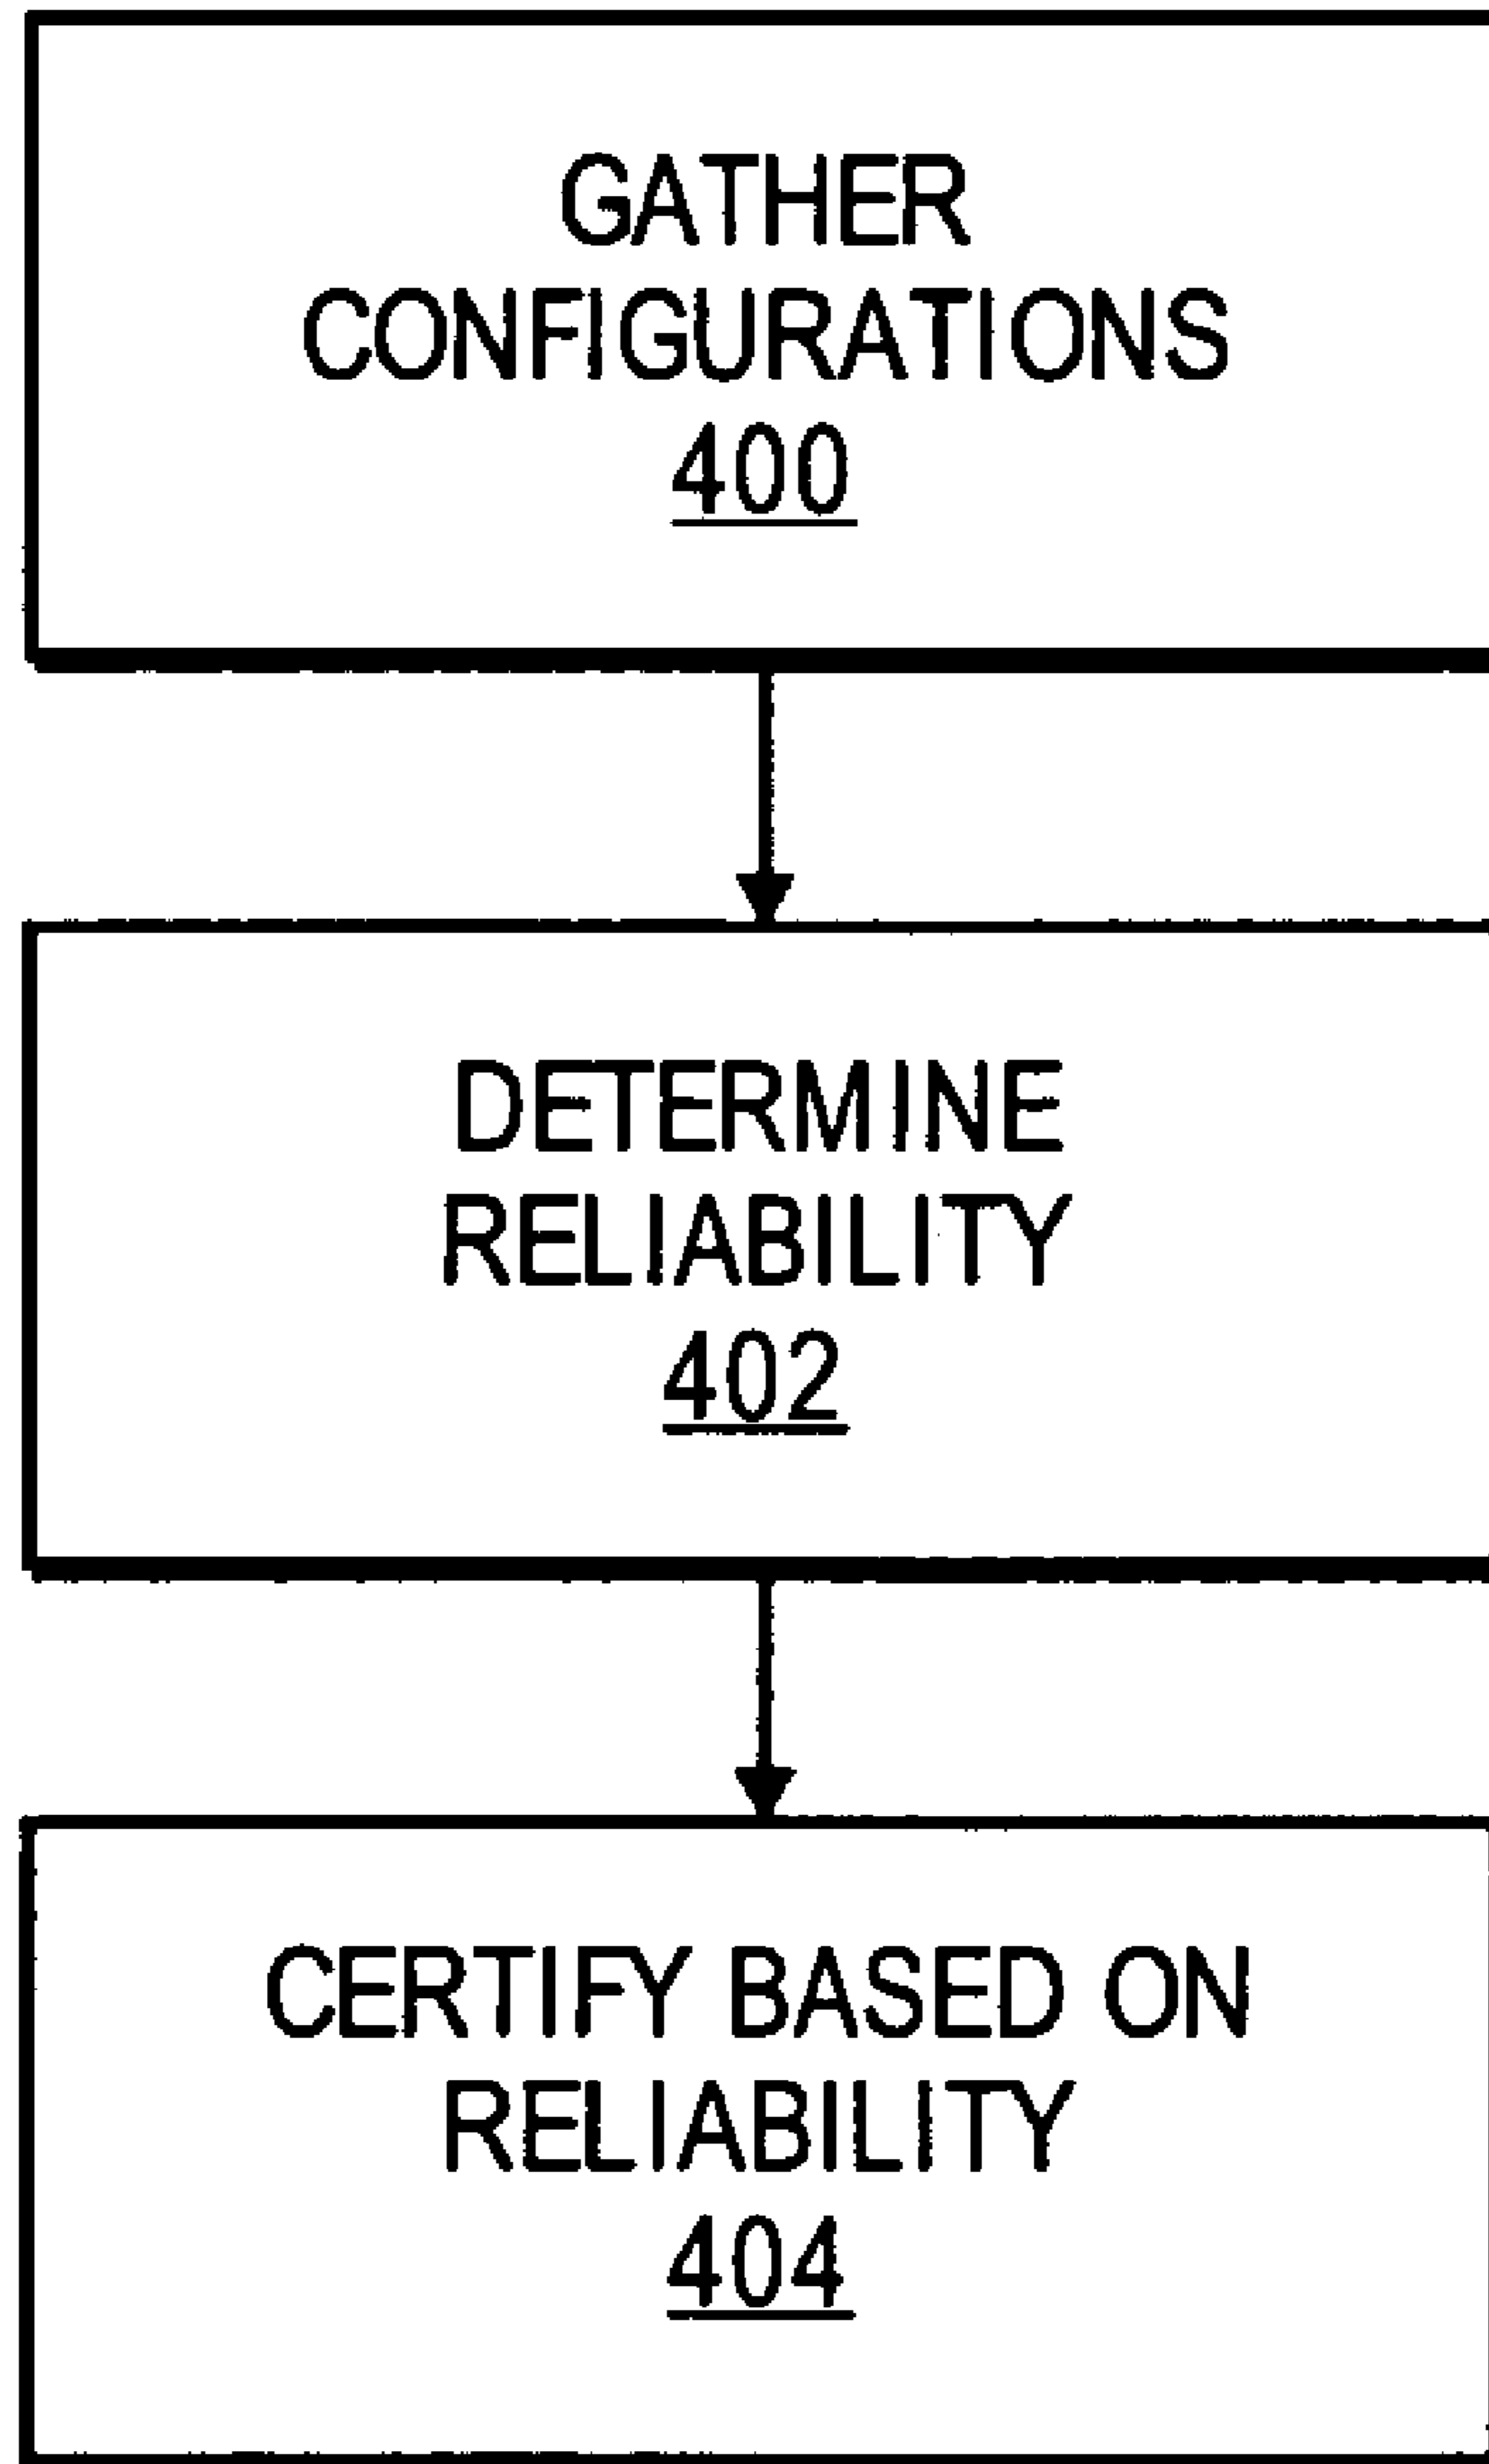 GATHER
CONFIGURATIONS
400
DETERMINE
RELIABILITY
402
CERTIFY BASED ON
RELIABILITY
404